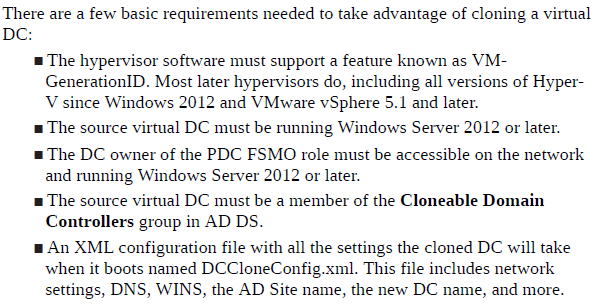 There are a few basic requirements needed to take advantage of cloning a virtual
DC:
■ The hypervisor software must support a feature known as VM-
GenerationID. Most later hypervisors do, including all versions of Hyper-
V since Windows 2012 and VMware vSphere 5.1 and later.
■ The source virtual DC must be running Windows Server 2012 or later.
■ The DC owner of the PDC FSMO role must be accessible on the network
and running Windows Server 2012 or later.
■ The source virtual DC must be a member of the Cloneable Domain
Controllers group in AD DS.
■ An XML configuration file with all the settings the cloned DC will take
when it boots named DCCloneConfig.xml. This file includes network
settings, DNS, WINS, the AD Site name, the new DC name, and more.